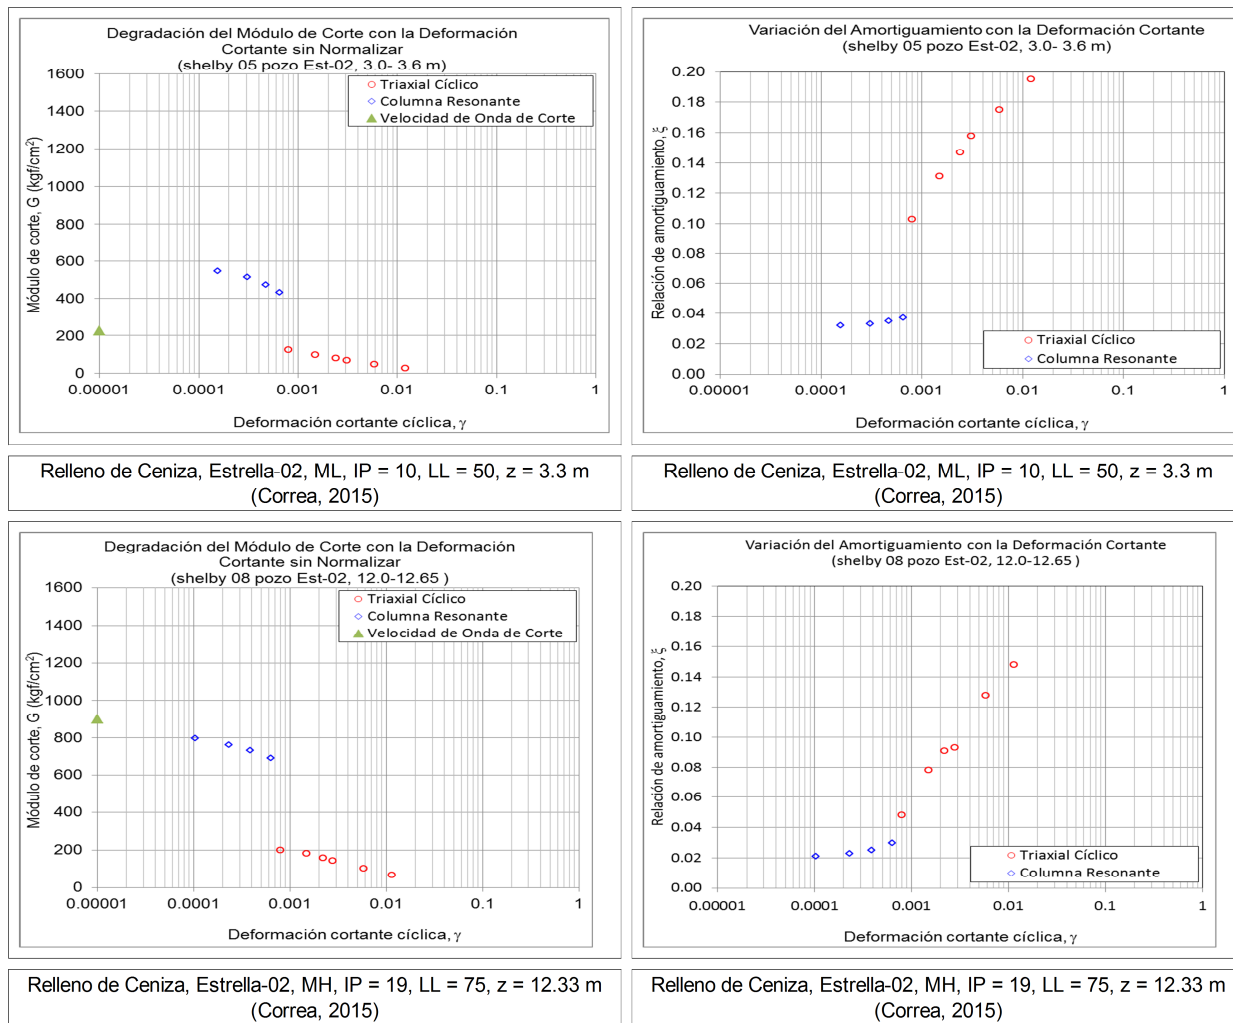 Degradación del Módulo de Corte con la Deformación
Cortante sin Normalizar
(shelby 05 pozo Est-02, 3.0- 3.6 m)
1600
1400
1200
1000
800
600
400
200
0
Módulo de corte, G (kgf/cm²)
Triaxial Cíclico
Columna Resonante
Velocidad de Onda de Corte
0.00001 0.0001 0.001 0.01 0.1 1
Deformación cortante cíclica, γ
Variación del Amortiguamiento con la Deformación Cortante
(shelby 05 pozo Est-02, 3.0- 3.6 m)
0.20
0.18
0.16
0.14
0.12
0.10
0.08
0.06
0.04
0.02
0.00
Relación de amortiguamiento, ξ
Triaxial Cíclico
Columna Resonante
0.00001 0.0001 0.001 0.01 0.1 1
Deformación cortante cíclica, γ
Relleno de Ceniza, Estrella-02, ML, IP = 10, LL = 50, z = 3.3 m
(Correa, 2015)
Relleno de Ceniza, Estrella-02, ML, IP = 10, LL = 50, z = 3.3 m
(Correa, 2015)
Degradación del Módulo de Corte con la Deformación
Cortante sin Normalizar
(shelby 08 pozo Est-02, 12.0-12.65 )
1600
1400
1200
1000
800
600
400
200
0
Módulo de corte, G (kgf/cm²)
Triaxial Cíclico
Columna Resonante
Velocidad de Onda de Corte
0.00001 0.0001 0.001 0.01 0.1 1
Deformación cortante cíclica, γ
Variación del Amortiguamiento con la Deformación Cortante
(shelby 08 pozo Est-02, 12.0-12.65 )
0.20
0.18
0.16
0.14
0.12
0.10
0.08
0.06
0.04
0.02
0.00
Relación de amortiguamiento, ξ
Triaxial Cíclico
Columna Resonante
0.00001 0.0001 0.001 0.01 0.1 1
Deformación cortante cíclica, γ
Relleno de Ceniza, Estrella-02, MH, IP = 19, LL = 75, z = 12.33 m
(Correa, 2015)
Relleno de Ceniza, Estrella-02, MH, IP = 19, LL = 75, z = 12.33 m
(Correa, 2015)